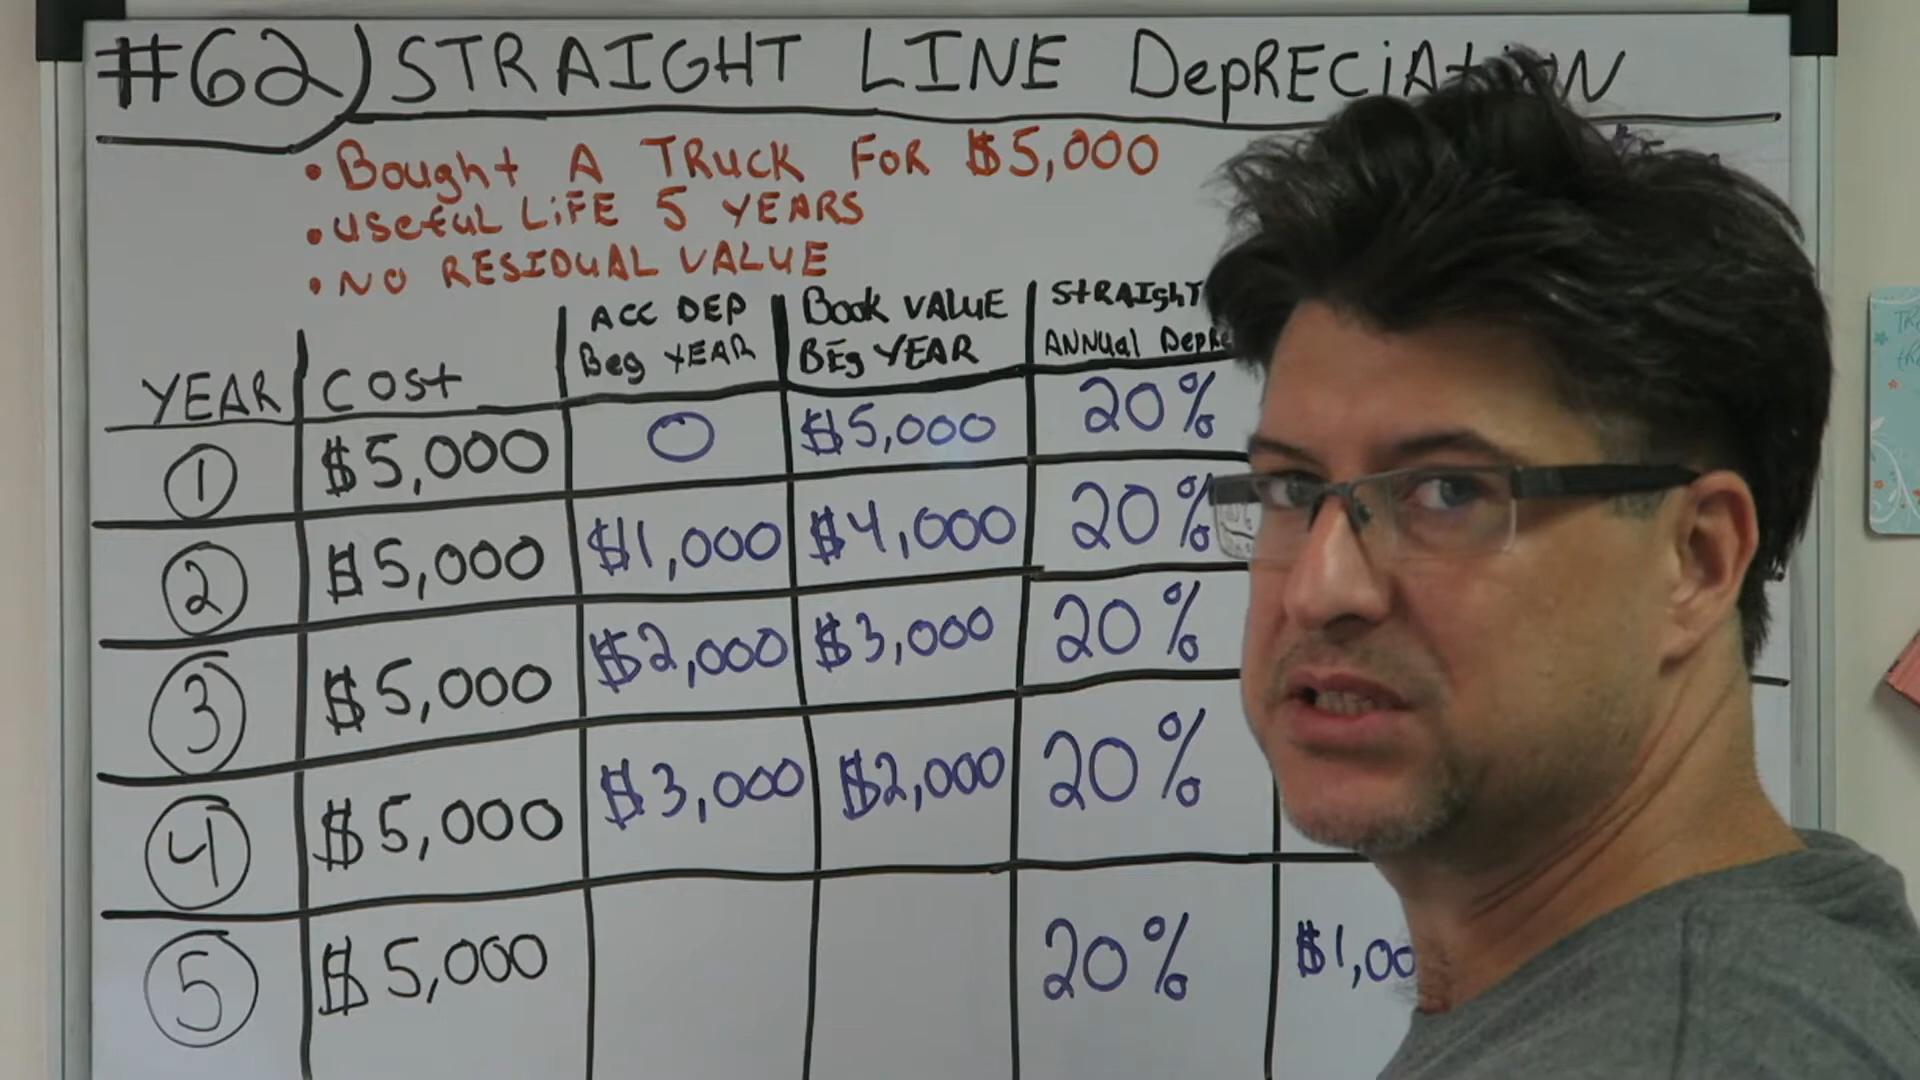 #62) STRAIGHT LINE DepRECiAtiON
• Bought A TRuck FoR $5,000
• useful LiFE 5 YEARS
• NO RESIDUAL VALUE
YEAR COSt ACC DEP Beg YEAR Book VALUE BEg YEAR StRAIghT ANNUAl
1 $5,000 0 $5,000 20%
2 $5,000 $1,000 $4,000 20%
3 $5,000 $2,000 $3,000 20%
4 $5,000 $3,000 $2,000 20%
5 $5,000 20%